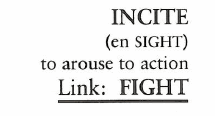 INCITE
(en SIGHT)
to arouse to action
Link: FIGHT